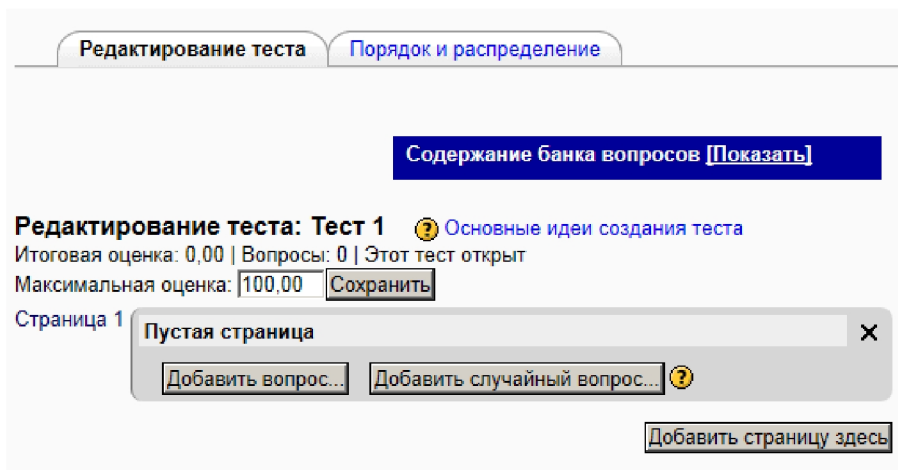 Редактирование теста Порядок и распределение
Содержание банка вопросов [Показать]
Редактирование теста: Тест 1 ? Основные идеи создания теста
Итоговая оценка: 0,00 | Вопросы: 0 | Этот тест открыт
Максимальная оценка: 100,00 Сохранить
Страница 1 Пустая страница ×
Добавить вопрос... Добавить случайный вопрос... ?
Добавить страницу здесь